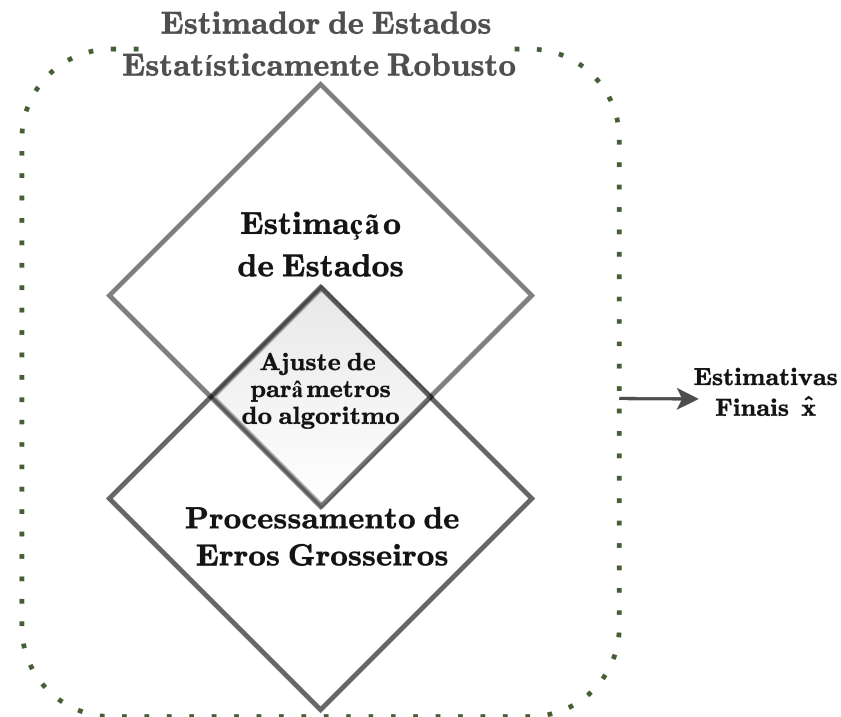 Estimador de Estados
Estatísticamente Robusto
Estimação
de Estados
Ajuste de
parâmetros
do algoritmo
Processamento de
Erros Grosseiros
Estimativas
Finais x̂